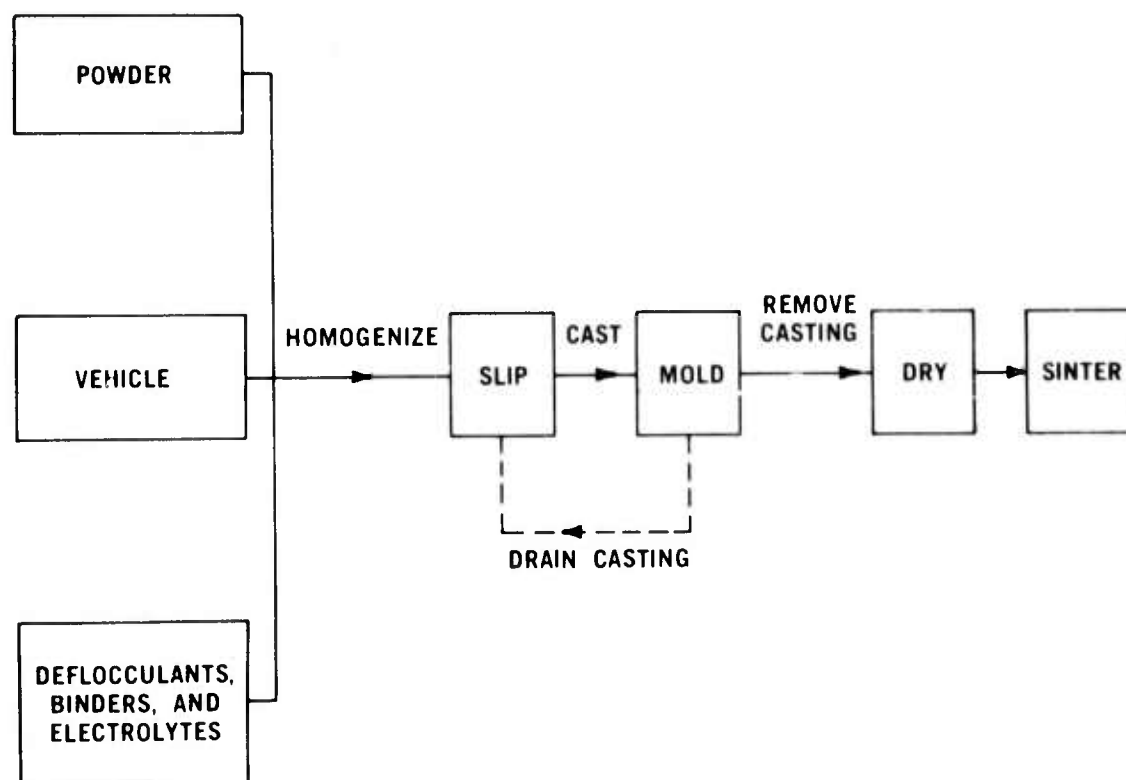 POWDER
VEHICLE
DEFLOCCULANTS,
BINDERS, AND
ELECTROLYTES
HOMOGENIZE
SLIP
CAST
MOLD
REMOVE
CASTING
DRY
SINTER
DRAIN CASTING